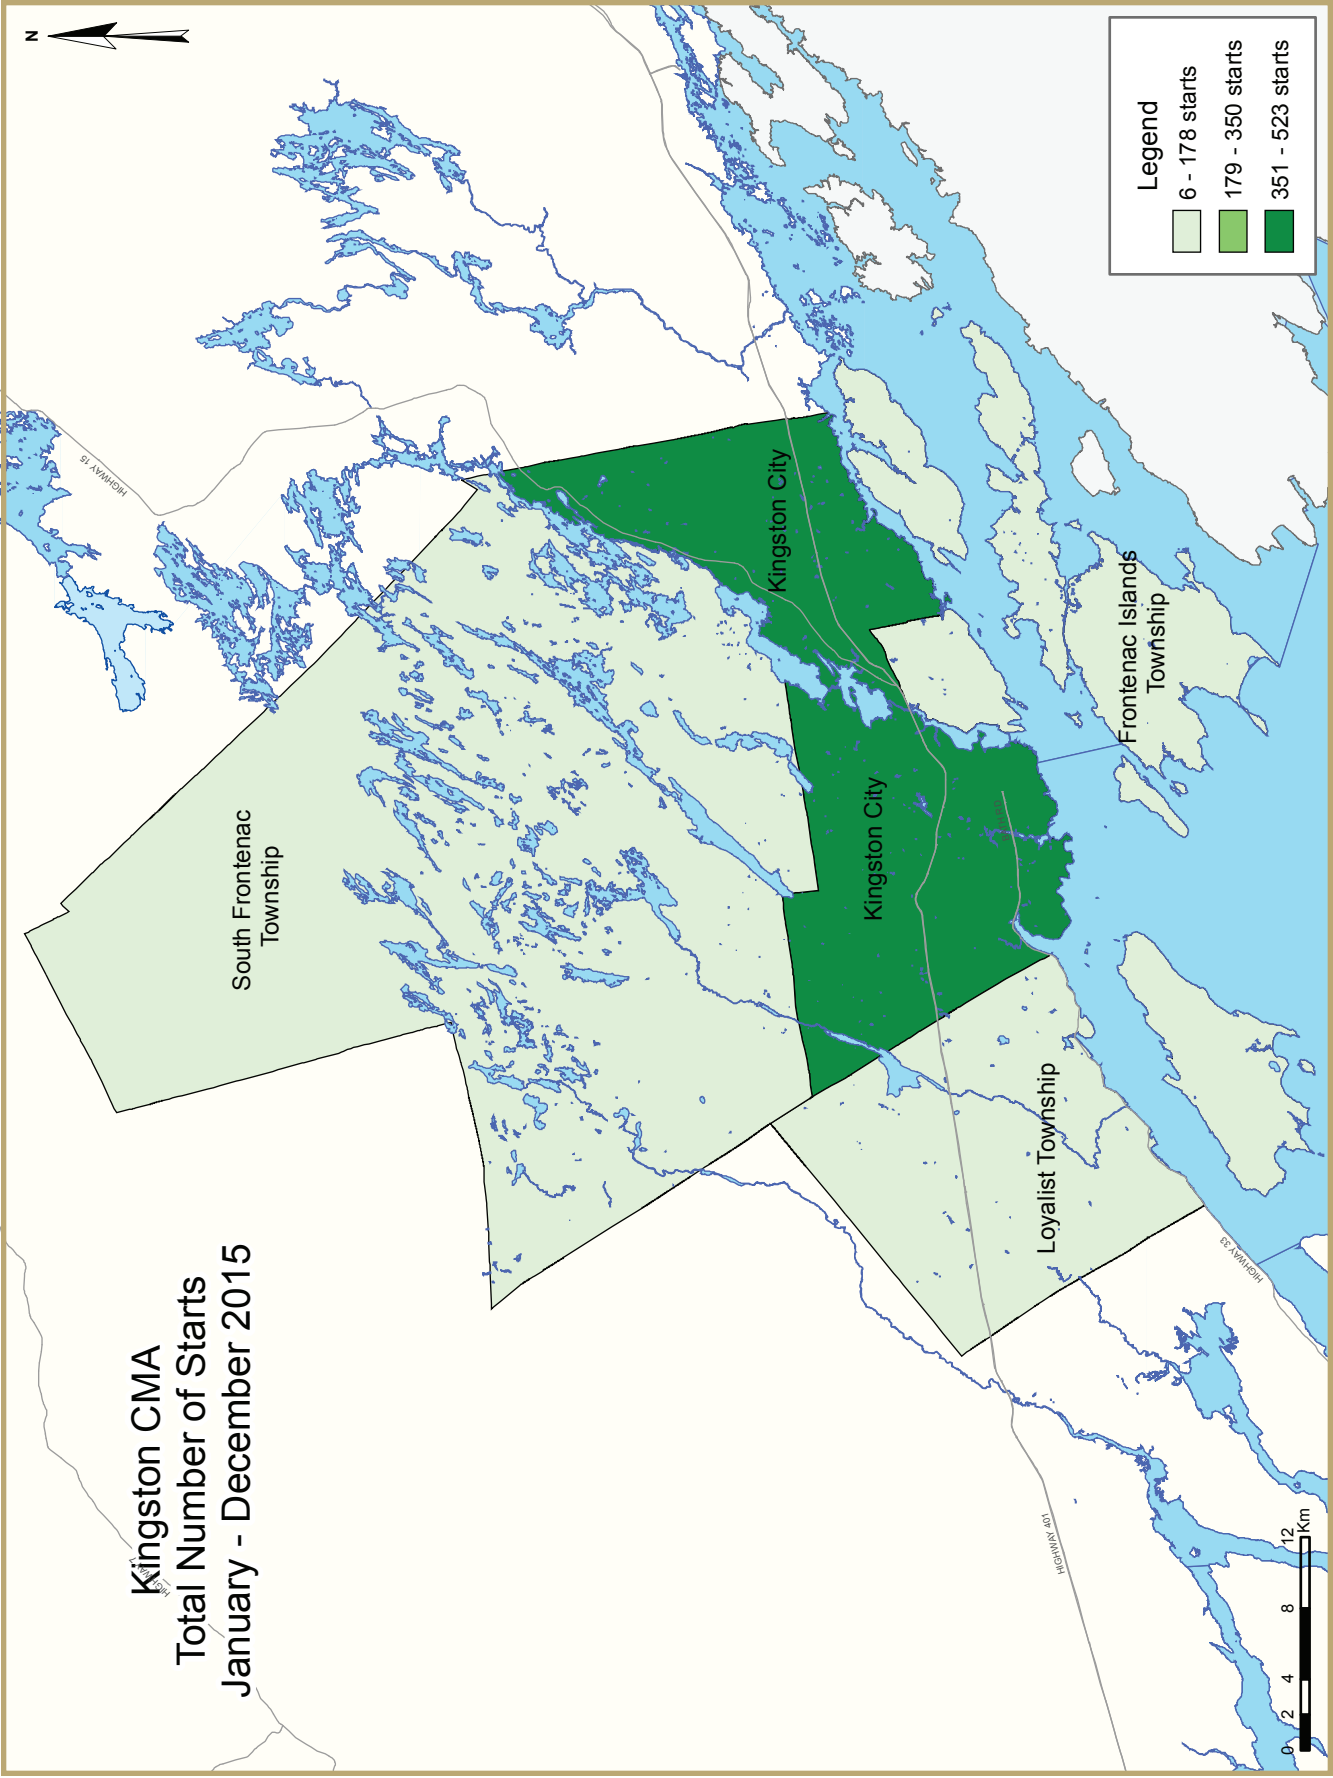 Kingston CMA
Total Number of Starts
January - December 2015
N
HIGHWAY 15
South Frontenac
Township
Kingston City
Kingston City
Loyalist Township
Frontenac Islands
Township
HIGHWAY 401
HIGHWAY 33
Legend
6 - 178 starts
179 - 350 starts
351 - 523 starts
0 2 4 8 12
Km